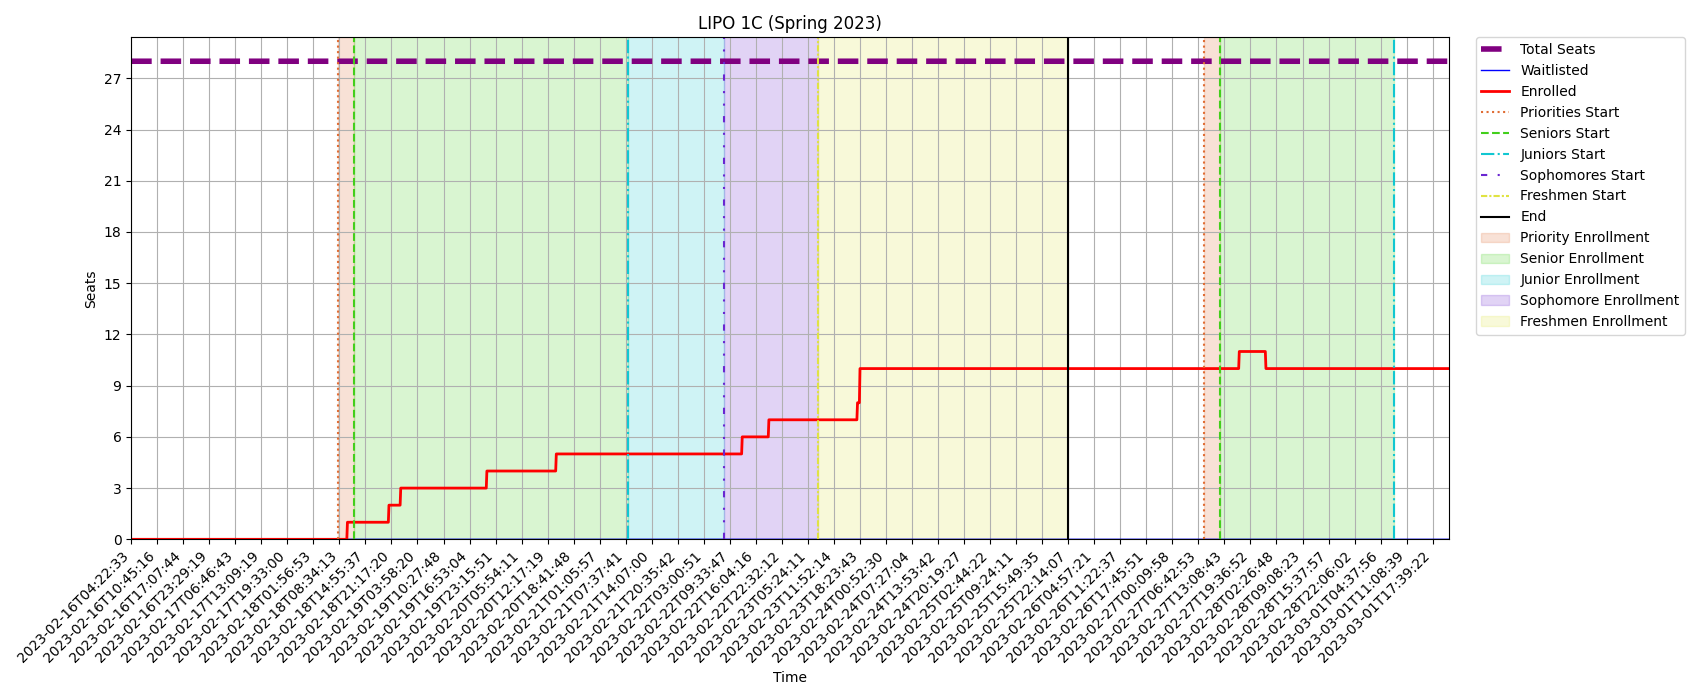 LIPO 1C (Spring 2023)
Seats
27
24
21
18
15
12
9
6
3
0
2023-02-16T04:22:33
2023-02-16T10:45:16
2023-02-16T17:07:44
2023-02-16T23:29:19
2023-02-17T06:46:43
2023-02-17T13:09:19
2023-02-17T19:33:00
2023-02-18T01:56:53
2023-02-18T08:34:13
2023-02-18T14:55:37
2023-02-18T21:17:20
2023-02-19T03:58:20
2023-02-19T10:27:48
2023-02-19T16:53:04
2023-02-19T23:15:51
2023-02-20T05:54:11
2023-02-20T12:17:19
2023-02-20T18:41:48
2023-02-21T01:05:57
2023-02-21T07:37:41
2023-02-21T14:07:00
2023-02-21T20:35:42
2023-02-22T03:00:51
2023-02-22T09:33:47
2023-02-22T16:04:16
2023-02-22T22:32:12
2023-02-23T05:24:11
2023-02-23T11:52:14
2023-02-23T18:23:43
2023-02-24T00:52:30
2023-02-24T07:27:04
2023-02-24T13:53:42
2023-02-24T20:19:27
2023-02-25T02:44:22
2023-02-25T09:24:11
2023-02-25T15:49:35
2023-02-25T22:14:07
2023-02-26T04:57:21
2023-02-26T11:22:37
2023-02-26T17:45:51
2023-02-27T00:09:58
2023-02-27T06:42:53
2023-02-27T13:08:43
2023-02-27T19:36:52
2023-02-28T02:26:48
2023-02-28T09:08:23
2023-02-28T15:37:57
2023-02-28T22:06:02
2023-03-01T04:37:56
2023-03-01T11:08:39
2023-03-01T17:39:22
Time
Total Seats
Waitlisted
Enrolled
Priorities Start
Seniors Start
Juniors Start
Sophomores Start
Freshmen Start
End
Priority Enrollment
Senior Enrollment
Junior Enrollment
Sophomore Enrollment
Freshmen Enrollment